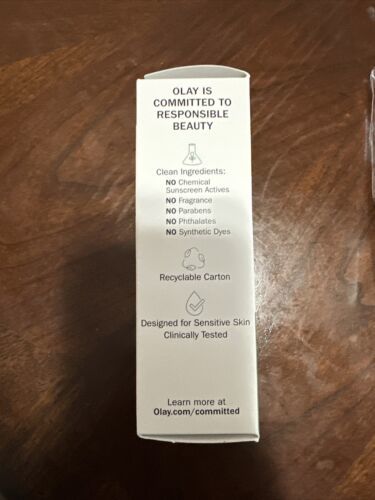 OLAY IS
COMMITTED TO
RESPONSIBLE
BEAUTY
Clean Ingredients:
NO Chemical
Sunscreen Actives
NO Fragrance
NO Parabens
NO Phthalates
NO Synthetic Dyes
Recyclable Carton
Designed for Sensitive Skin
Clinically Tested
Learn more at
Olay.com/committed